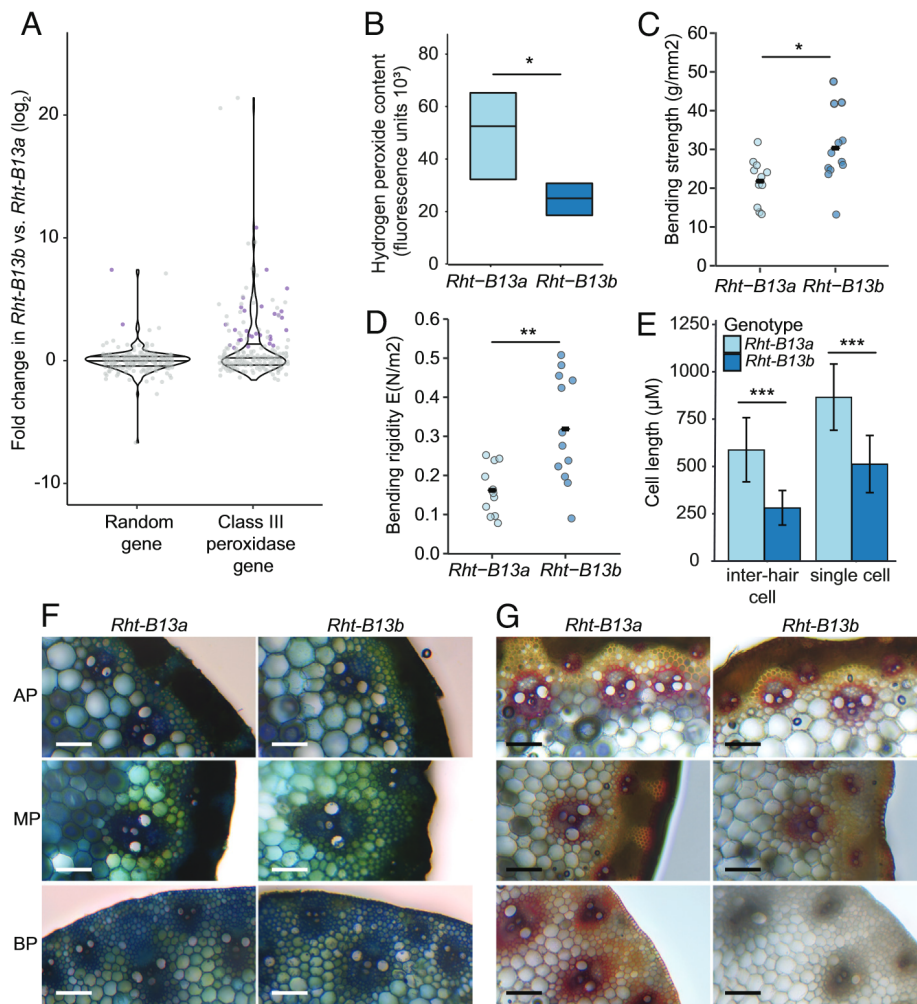 A
Fold change in Rht-B13b vs. Rht-B13a (log₂)
20
10
0
-10
Random
gene
Class III
peroxidase
gene
B
Hydrogen peroxide content
(fluorescence units 10³)
80
60
40
20
0
*
Rht−B13a
Rht−B13b
C
Bending strength (g/mm2)
60
50
40
30
20
10
0
*
Rht−B13a
Rht−B13b
D
Bending rigidity E(N/m2)
0.6
0.5
0.4
0.3
0.2
0.1
0.0
**
Rht−B13a
Rht−B13b
E
Cell length (µM)
1250
1000
750
500
250
0
Genotype
Rht-B13a
Rht-B13b
***
***
inter-hair
cell
single cell
F
Rht-B13a
Rht-B13b
AP
MP
BP
G
Rht-B13a
Rht-B13b